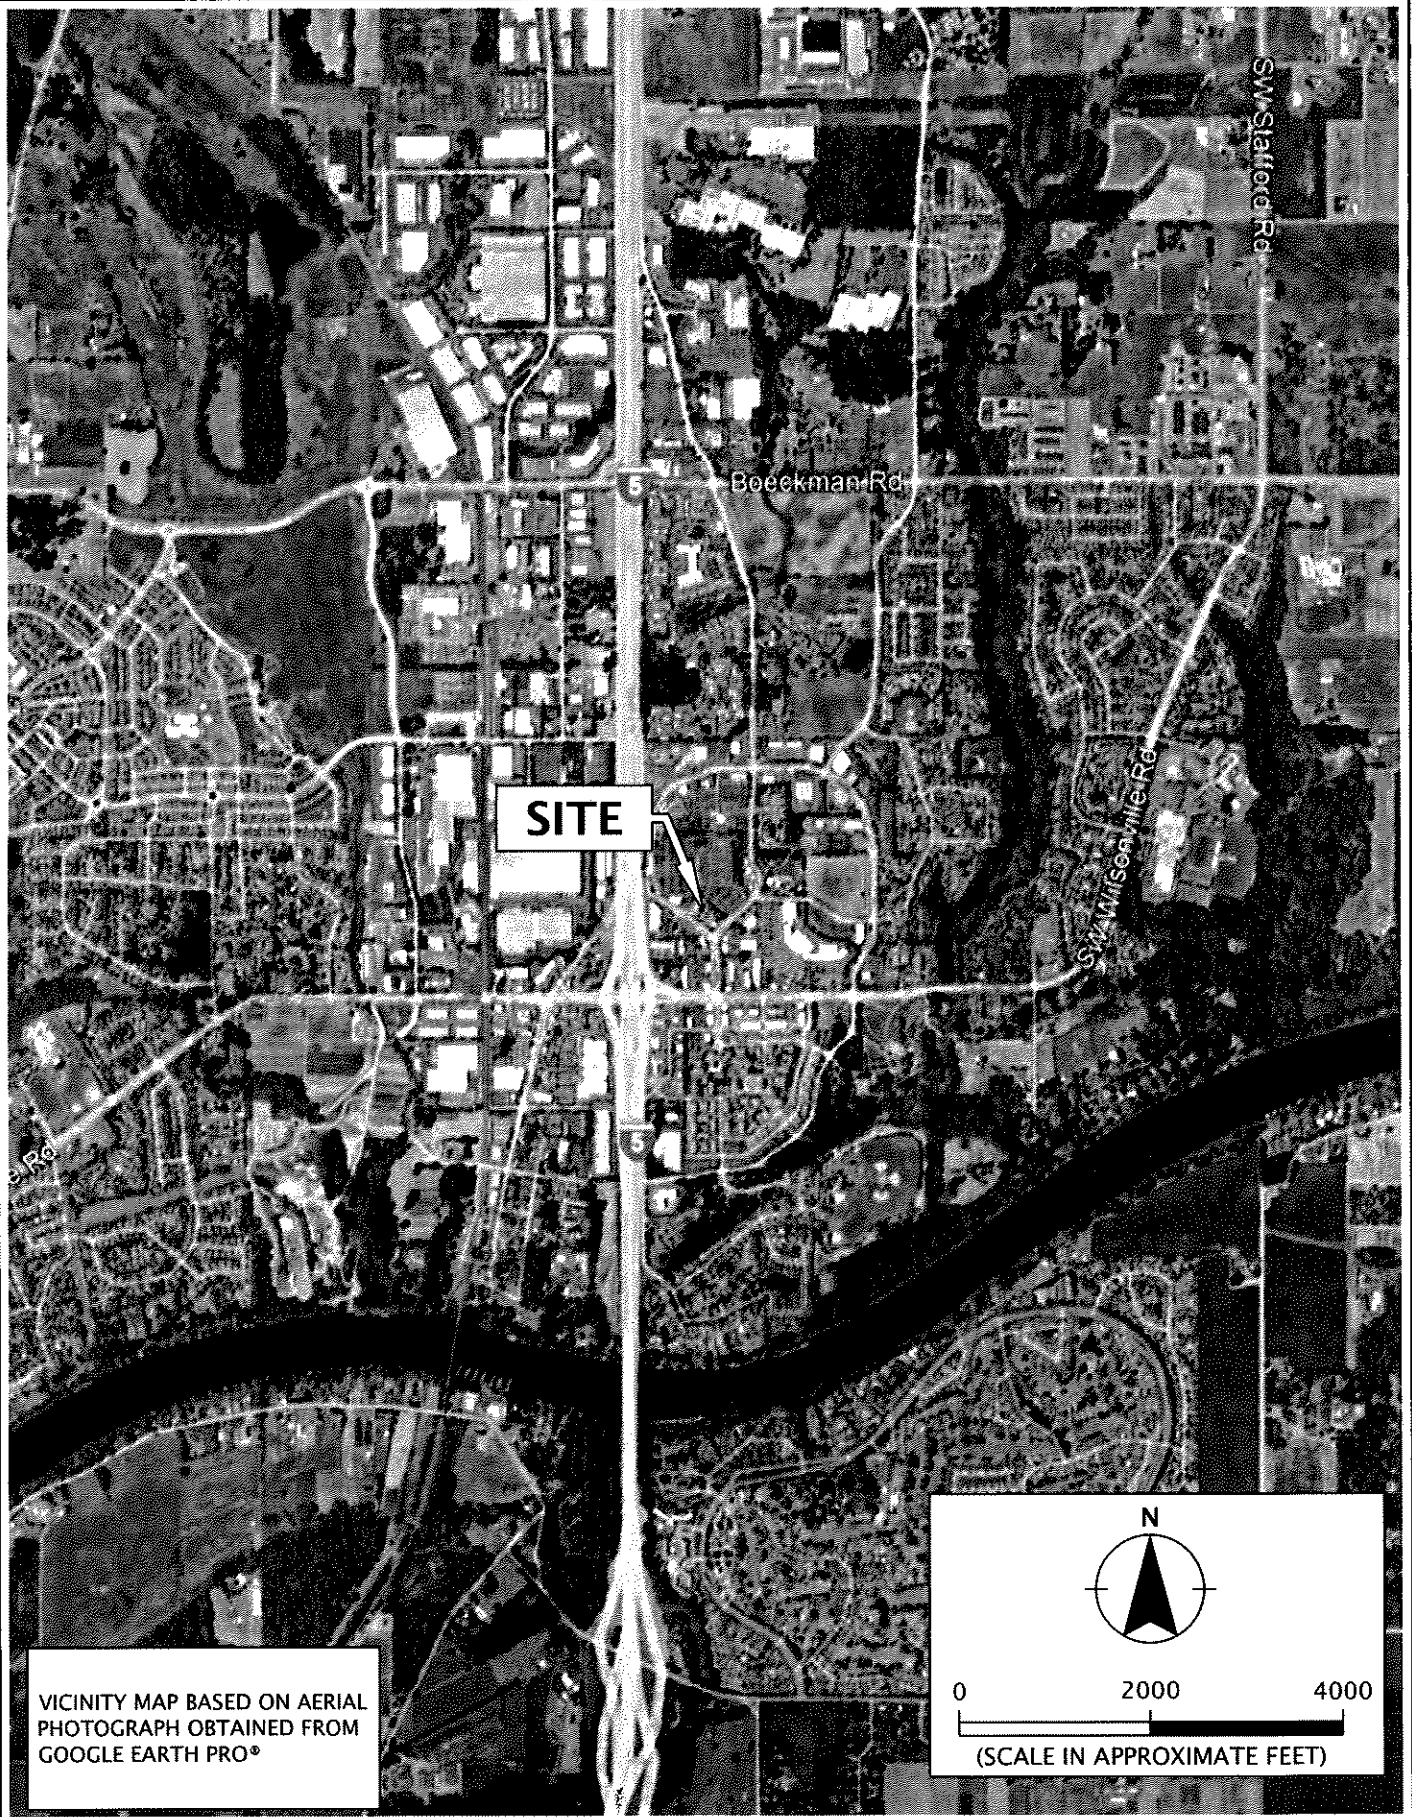 SW Stafford Rd
5
Boeckman Rd
SITE
SW Wilsonville Rd
5
e Rd
N
0 2000 4000
(SCALE IN APPROXIMATE FEET)
VICINITY MAP BASED ON AERIAL
PHOTOGRAPH OBTAINED FROM
GOOGLE EARTH PRO®